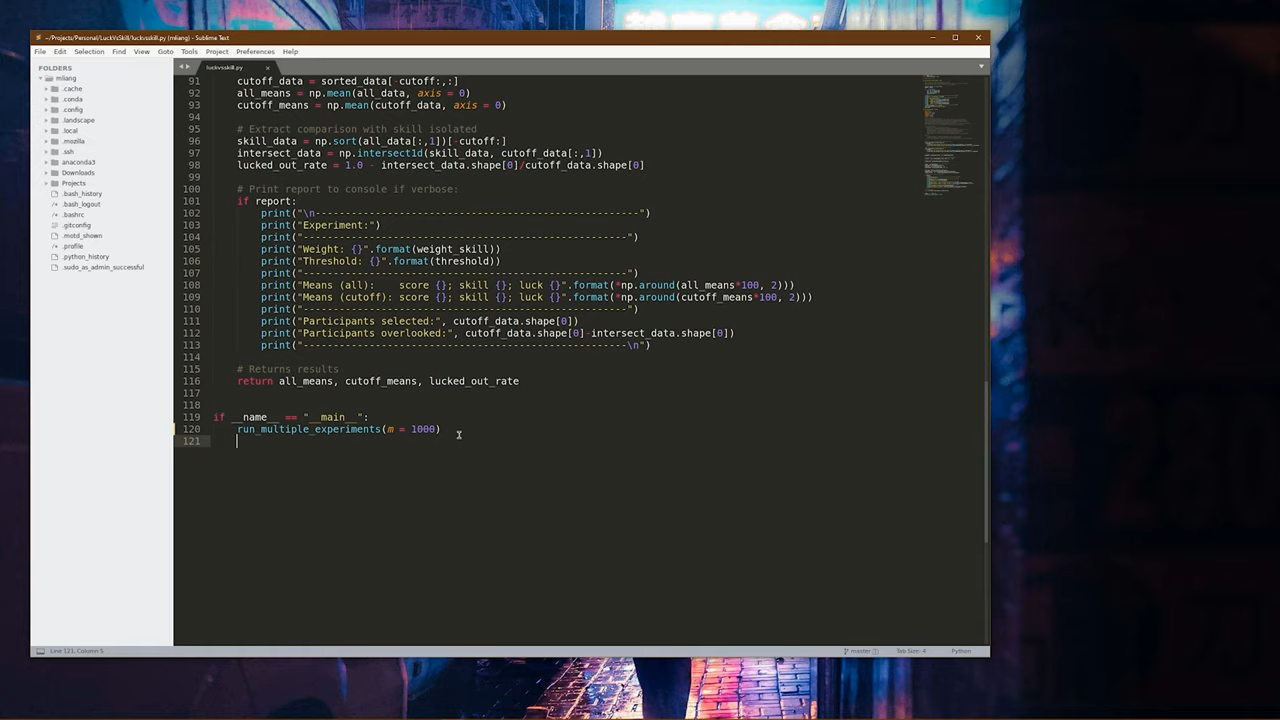 ~/Projects/Personal/LuckVsSkill/luckvsskill.py (mliang) - Sublime Text
File Edit Selection Find View Goto Tools Project Preferences Help
FOLDERS
mliang
.cache
.conda
.config
.landscape
.local
.mozilla
.ssh
anaconda3
Downloads
Projects
.bash_history
.bash_logout
.bashrc
.gitconfig
.motd_shown
.profile
.python_history
.sudo_as_admin_successful
luckvsskill.py
91 cutoff_data = sorted_data[-cutoff:,:]
92 all_means = np.mean(all_data, axis = 0)
93 cutoff_means = np.mean(cutoff_data, axis = 0)
94
95 # Extract comparison with skill isolated
96 skill_data = np.sort(all_data[:,1])[-cutoff:]
97 intersect_data = np.intersect1d(skill_data, cutoff_data[:,1])
98 lucked_out_rate = 1.0 - intersect_data.shape[0]/cutoff_data.shape[0]
99
100 # Print report to console if verbose:
101 if report:
102 print("\n------------------------------------------------------")
103 print("Experiment:")
104 print("------------------------------------------------------")
105 print("Weight: {}".format(weight_skill))
106 print("Threshold: {}".format(threshold))
107 print("------------------------------------------------------")
108 print("Means (all):    score {}; skill {}; luck {}".format(*np.around(all_means*100, 2)))
109 print("Means (cutoff): score {}; skill {}; luck {}".format(*np.around(cutoff_means*100, 2)))
110 print("------------------------------------------------------")
111 print("Participants selected:", cutoff_data.shape[0])
112 print("Participants overlooked:", cutoff_data.shape[0]-intersect_data.shape[0])
113 print("------------------------------------------------------\n")
114
115 # Returns results
116 return all_means, cutoff_means, lucked_out_rate
117
118
119 if __name__ == "__main__":
120 run_multiple_experiments(m = 1000)
121
Line 121, Column 5
master
Tab Size: 4
Python